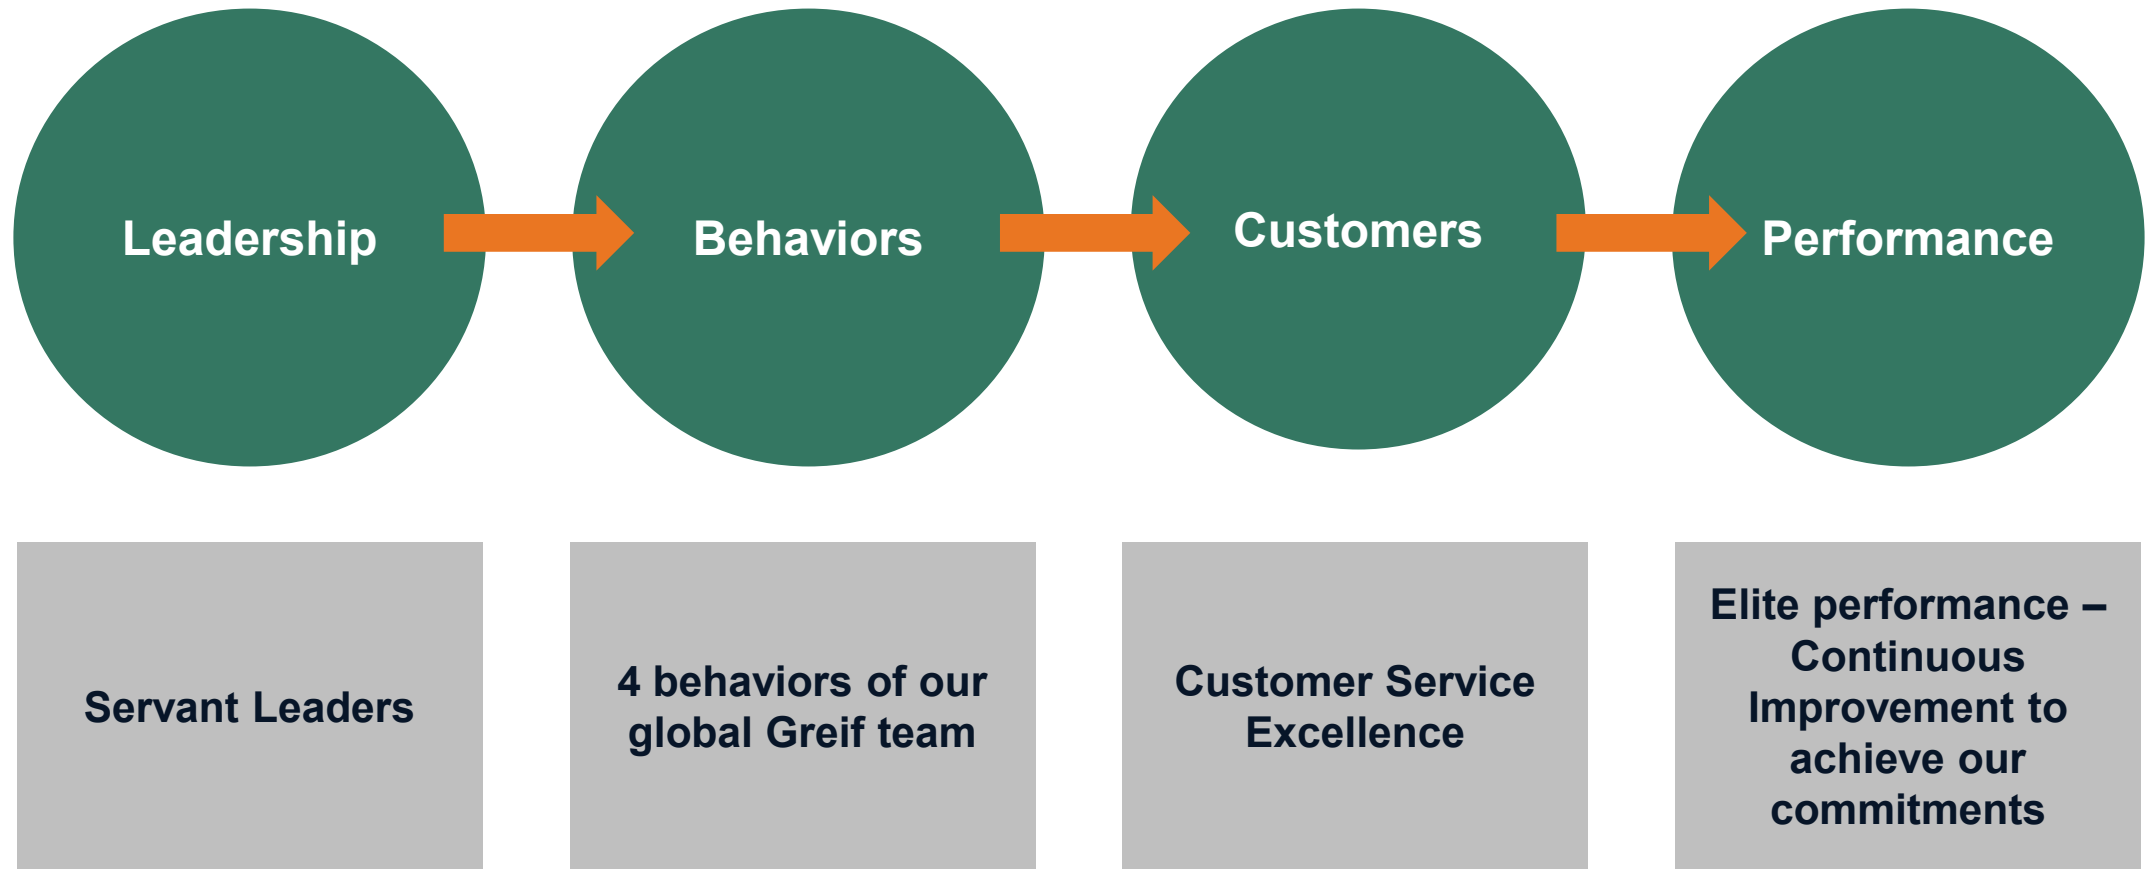 Leadership
Behaviors
Customers
Performance
Servant Leaders
4 behaviors of our
global Greif team
Customer Service
Excellence
Elite performance –
Continuous
Improvement to
achieve our
commitments